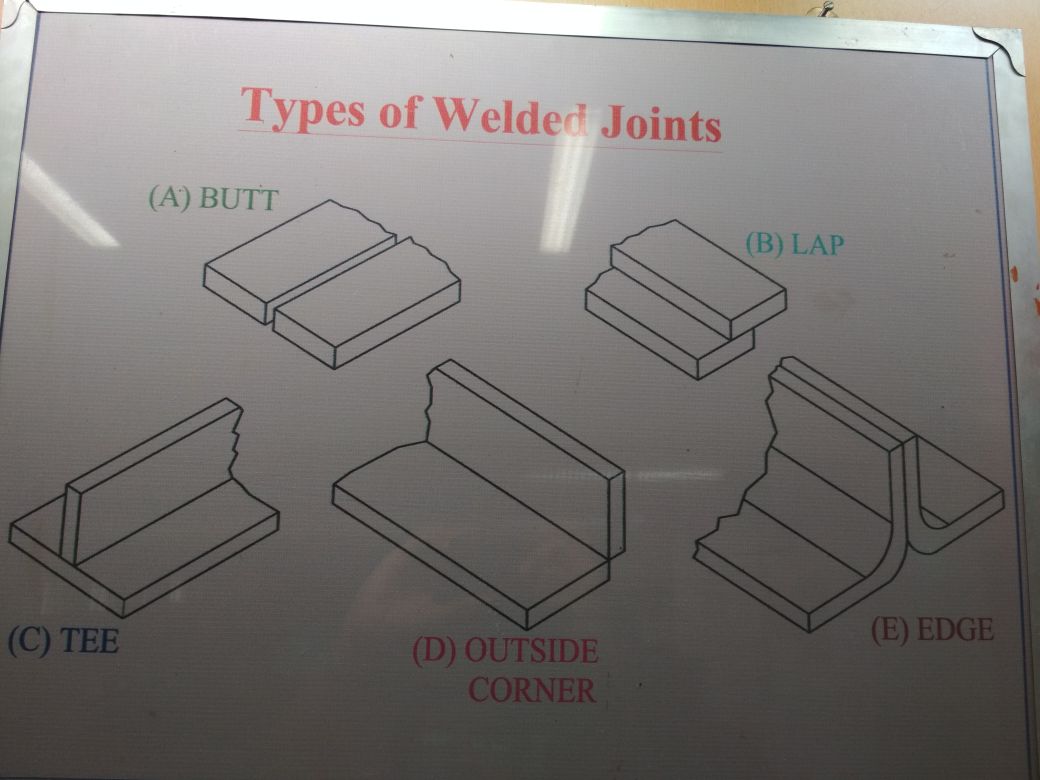 Types of Welded Joints
(A) BUTT
(B) LAP
(C) TEE
(D) OUTSIDE
CORNER
(E) EDGE